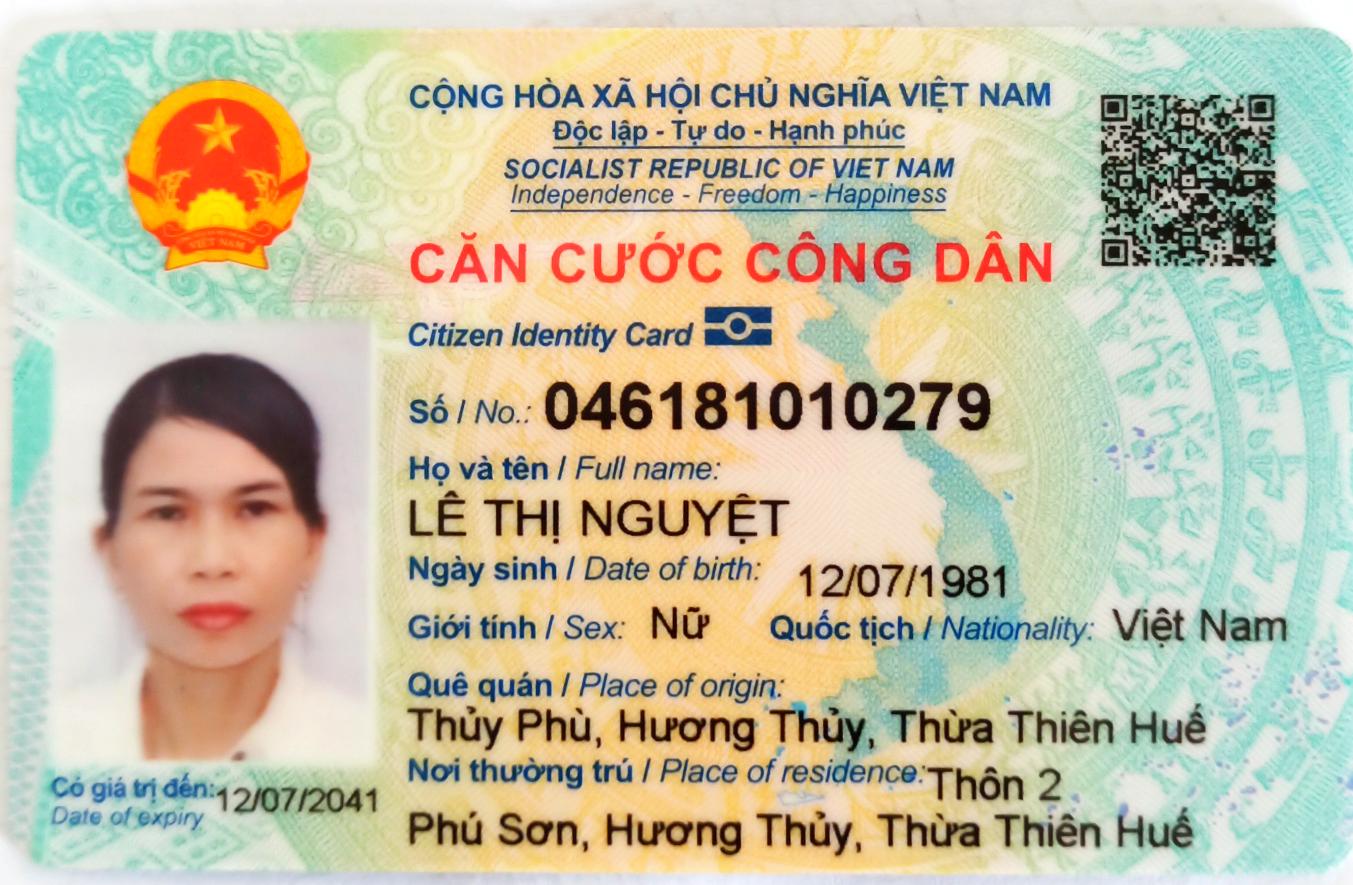 CỘNG HÒA XÃ HỘI CHỦ NGHĨA VIỆT NAM
Độc lập - Tự do - Hạnh phúc
SOCIALIST REPUBLIC OF VIET NAM
Independence - Freedom - Happiness
VIỆT NAM
CĂN CƯỚC CÔNG DÂN
Citizen Identity Card
Số / No.: 046181010279
Họ và tên / Full name:
LÊ THỊ NGUYỆT
Ngày sinh / Date of birth: 12/07/1981
Giới tính / Sex: Nữ Quốc tịch / Nationality: Việt Nam
Quê quán / Place of origin:
Thủy Phù, Hương Thủy, Thừa Thiên Huế
Nơi thường trú / Place of residence: Thôn 2
Phú Sơn, Hương Thủy, Thừa Thiên Huế
Có giá trị đến: 12/07/2041
Date of expiry